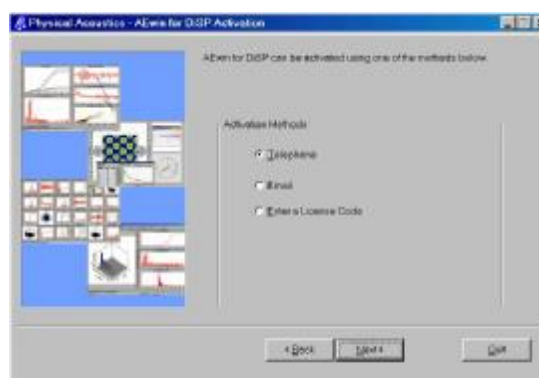 Physical Acoustics - AEwin for DiSP Activation
AEwin for DiSP can be activated using one of the methods below.
Activation Methods
Telephone
Email
Enter a License Code
< Back
Next >
Quit